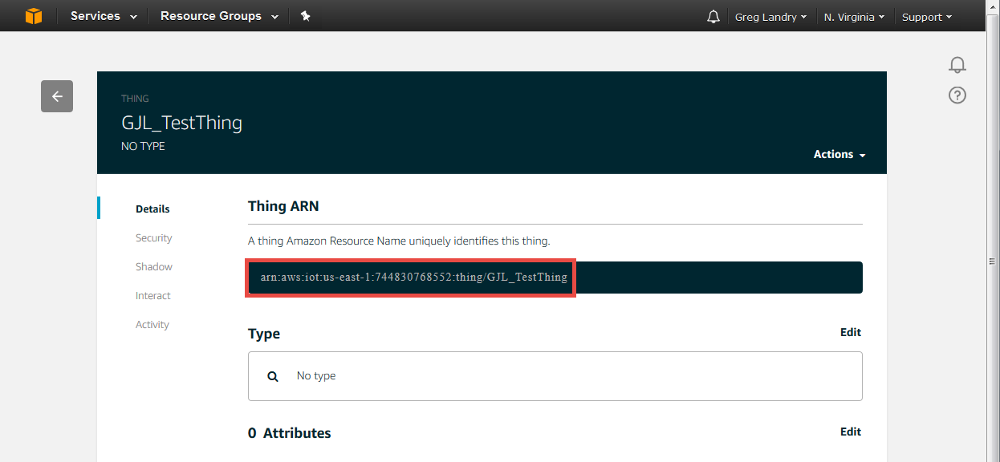 Services Resource Groups Greg Landry N. Virginia Support
THING
GJL_TestThing
NO TYPE
Actions
Details
Security
Shadow
Interact
Activity
Thing ARN
A thing Amazon Resource Name uniquely identifies this thing.
arn:aws:iot:us-east-1:744830768552:thing/GJL_TestThing
Type Edit
No type
0 Attributes Edit